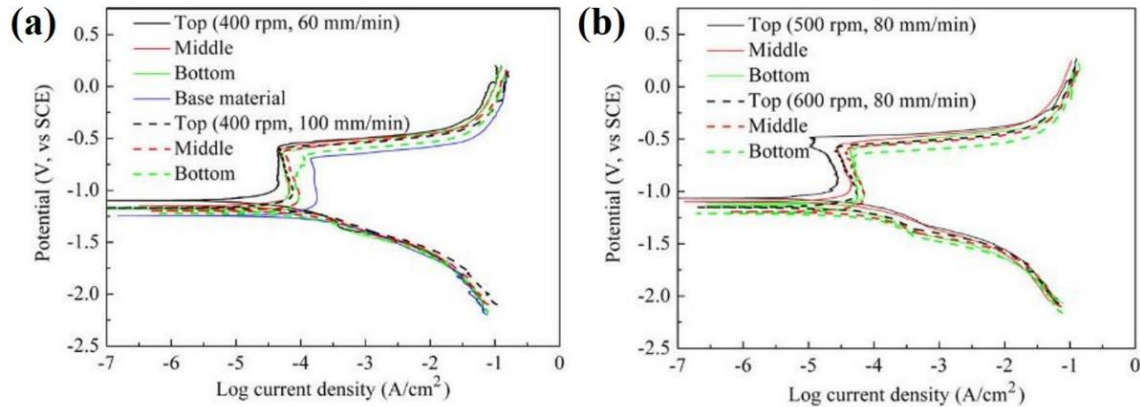 (a)
Top (400 rpm, 60 mm/min)
Middle
Bottom
Base material
Top (400 rpm, 100 mm/min)
Middle
Bottom
0.5
0.0
-0.5
-1.0
-1.5
-2.0
-2.5
Potential (V, vs SCE)
-7 -6 -5 -4 -3 -2 -1 0
Log current density (A/cm²)
(b)
Top (500 rpm, 80 mm/min)
Middle
Bottom
Top (600 rpm, 80 mm/min)
Middle
Bottom
0.5
0.0
-0.5
-1.0
-1.5
-2.0
-2.5
Potential (V, vs SCE)
-7 -6 -5 -4 -3 -2 -1 0
Log current density (A/cm²)